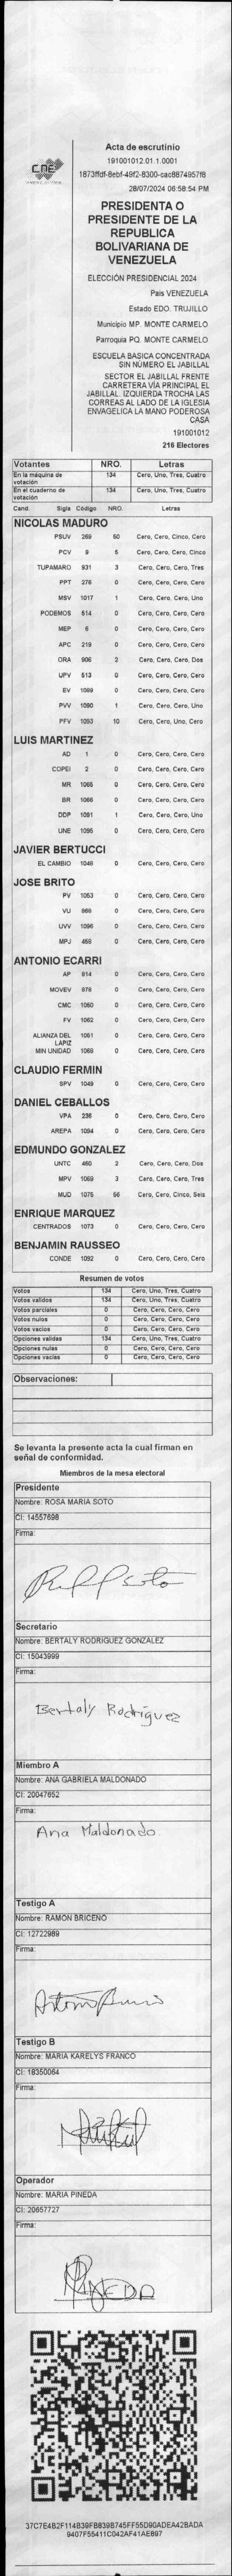 CNE
Acta de escrutinio
191001012.01.1.0001
1873ffdf-8ebf-49f2-8300-cac8874957f8
28/07/2024 06:58:54 PM
PRESIDENTA O
PRESIDENTE DE LA
REPUBLICA
BOLIVARIANA DE
VENEZUELA
ELECCIÓN PRESIDENCIAL 2024
País VENEZUELA
Estado EDO. TRUJILLO
Municipio MP. MONTE CARMELO
Parroquia PQ. MONTE CARMELO
ESCUELA BASICA CONCENTRADA
SIN NÚMERO EL JABILLAL
SECTOR EL JABILLAL FRENTE
CARRETERA VÍA PRINCIPAL EL
JABILLAL. IZQUIERDA TROCHA LAS
CORREAS AL LADO DE LA IGLESIA
ENVAGELICA LA MANO PODEROSA
CASA
191001012
216 Electores
Votantes NRO. Letras
En la máquina de votación 134 Cero, Uno, Tres, Cuatro
En el cuaderno de votación 134 Cero, Uno, Tres, Cuatro
Cand. Sigla Código NRO. Letras
NICOLAS MADURO
PSUV 269 50 Cero, Cero, Cinco, Cero
PCV 9 5 Cero, Cero, Cero, Cinco
TUPAMARO 931 3 Cero, Cero, Cero, Tres
PPT 276 0 Cero, Cero, Cero, Cero
MSV 1017 1 Cero, Cero, Cero, Uno
PODEMOS 514 0 Cero, Cero, Cero, Cero
MEP 6 0 Cero, Cero, Cero, Cero
APC 219 0 Cero, Cero, Cero, Cero
ORA 906 2 Cero, Cero, Cero, Dos
UPV 513 0 Cero, Cero, Cero, Cero
EV 1099 0 Cero, Cero, Cero, Cero
PVV 1090 1 Cero, Cero, Cero, Uno
PFV 1093 10 Cero, Cero, Uno, Cero
LUIS MARTINEZ
AD 1 0 Cero, Cero, Cero, Cero
COPEI 2 0 Cero, Cero, Cero, Cero
MR 1065 0 Cero, Cero, Cero, Cero
BR 1066 0 Cero, Cero, Cero, Cero
DDP 1091 1 Cero, Cero, Cero, Uno
UNE 1095 0 Cero, Cero, Cero, Cero
JAVIER BERTUCCI
EL CAMBIO 1046 0 Cero, Cero, Cero, Cero
JOSE BRITO
PV 1053 0 Cero, Cero, Cero, Cero
VU 868 0 Cero, Cero, Cero, Cero
UVV 1096 0 Cero, Cero, Cero, Cero
MPJ 458 0 Cero, Cero, Cero, Cero
ANTONIO ECARRI
AP 914 0 Cero, Cero, Cero, Cero
MOVEV 978 0 Cero, Cero, Cero, Cero
CMC 1050 0 Cero, Cero, Cero, Cero
FV 1062 0 Cero, Cero, Cero, Cero
ALIANZA DEL LAPIZ 1051 0 Cero, Cero, Cero, Cero
MIN UNIDAD 1068 0 Cero, Cero, Cero, Cero
CLAUDIO FERMIN
SPV 1049 0 Cero, Cero, Cero, Cero
DANIEL CEBALLOS
VPA 236 0 Cero, Cero, Cero, Cero
AREPA 1094 0 Cero, Cero, Cero, Cero
EDMUNDO GONZALEZ
UNTC 460 2 Cero, Cero, Cero, Dos
MPV 1069 3 Cero, Cero, Cero, Tres
MUD 1075 56 Cero, Cero, Cinco, Seis
ENRIQUE MARQUEZ
CENTRADOS 1073 0 Cero, Cero, Cero, Cero
BENJAMIN RAUSSEO
CONDE 1092 0 Cero, Cero, Cero, Cero
Resumen de votos
Votos 134 Cero, Uno, Tres, Cuatro
Votos validos 134 Cero, Uno, Tres, Cuatro
Votos parciales 0 Cero, Cero, Cero, Cero
Votos nulos 0 Cero, Cero, Cero, Cero
Votos vacios 0 Cero, Cero, Cero, Cero
Opciones validas 134 Cero, Uno, Tres, Cuatro
Opciones nulas 0 Cero, Cero, Cero, Cero
Opciones vacias 0 Cero, Cero, Cero, Cero
Observaciones:
Se levanta la presente acta la cual firman en
señal de conformidad.
Miembros de la mesa electoral
Presidente
Nombre: ROSA MARIA SOTO
CI: 14557698
Firma:
Secretario
Nombre: BERTALY RODRIGUEZ GONZALEZ
CI: 15043999
Firma:
Bertaly Rodriguez
Miembro A
Nombre: ANA GABRIELA MALDONADO
CI: 20047652
Firma:
Ana Maldonado
Testigo A
Nombre: RAMON BRICEÑO
CI: 12722989
Firma:
Testigo B
Nombre: MARIA KARELYS FRANCO
CI: 18350064
Firma:
Operador
Nombre: MARIA PINEDA
CI: 20657727
Firma:
PINEDA
37C7E4B2F114B39FB839B745FF55D90ADEA42BADA
9407F55411C042AF41AE897